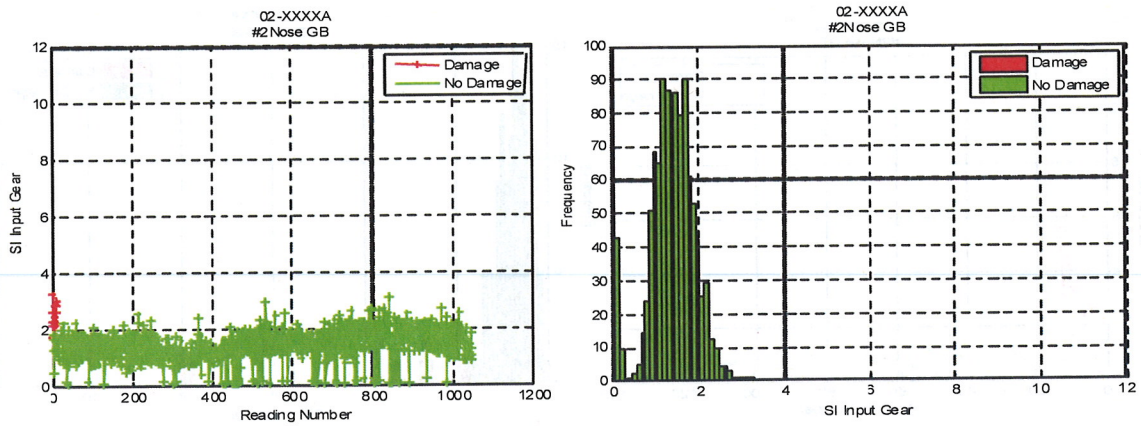 02-XXXXA
#2Nose GB
12
10
8
6
4
2
0
SI Input Gear
Damage
No Damage
0 200 400 600 800 1000 1200
Reading Number
02-XXXXA
#2Nose GB
100
90
80
70
60
50
40
30
20
10
0
Frequency
Damage
No Damage
0 2 4 6 8 10 12
SI Input Gear